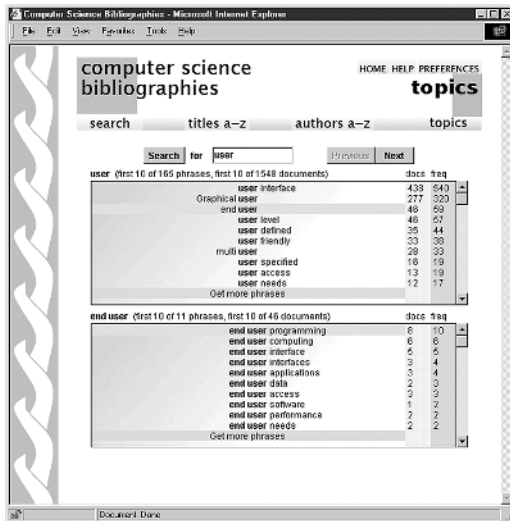 Computer Science Bibliographies - Microsoft Internet Explorer
File Edit View Favorites Tools Help
computer science bibliographies
HOME HELP PREFERENCES
topics
search titles a–z authors a–z topics
Search for user Previous Next
user (first 10 of 165 phrases, first 10 of 1548 documents) docs freq
user interface 438 540
Graphical user 277 320
end user 46 59
user level 46 57
user defined 35 44
user friendly 33 38
multi user 28 33
user specified 16 19
user access 13 19
user needs 12 17
Get more phrases
end user (first 10 of 11 phrases, first 10 of 46 documents) docs freq
end user programming 8 10
end user computing 6 6
end user interface 5 5
end user interfaces 3 4
end user applications 3 4
end user data 2 3
end user access 3 3
end user software 1 2
end user performance 2 2
end user needs 2 2
Get more phrases
Document: Done